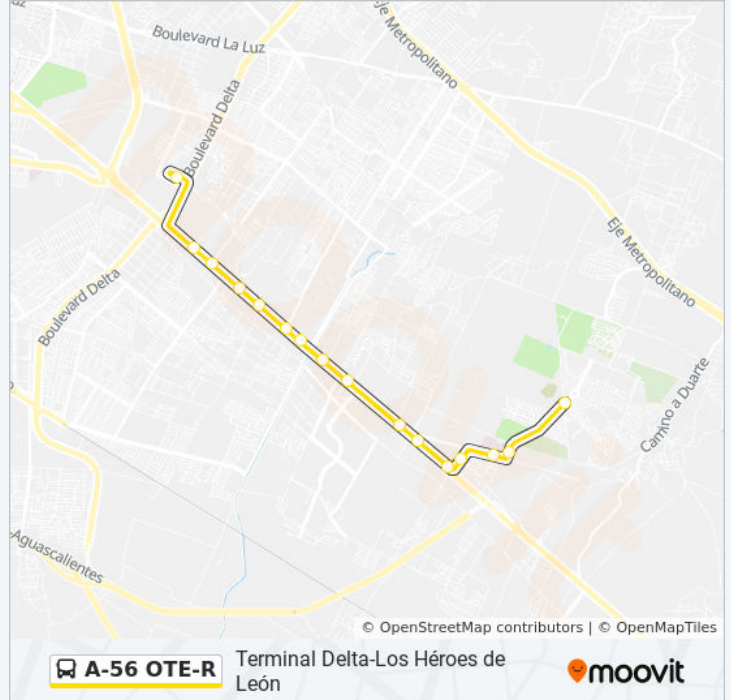 uz
Boulevard La Luz
Eje Metropolitano
Boulevard Delta
Eje Metropolitano
Boulevard Delta
Camino a Duarte
Aguascalientes
© OpenStreetMap contributors | © OpenMapTiles
A-56 OTE-R
Terminal Delta-Los Héroes de
León
moovit